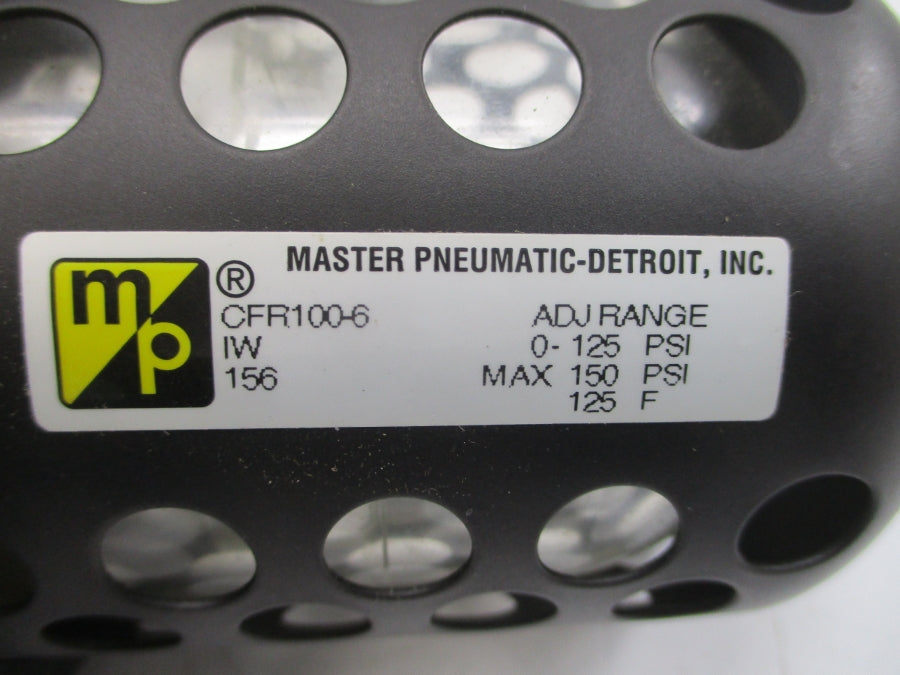 MASTER PNEUMATIC-DETROIT, INC.
mp ®
CFR100-6
IW
156
ADJ RANGE
0- 125 PSI
MAX 150 PSI
125 F